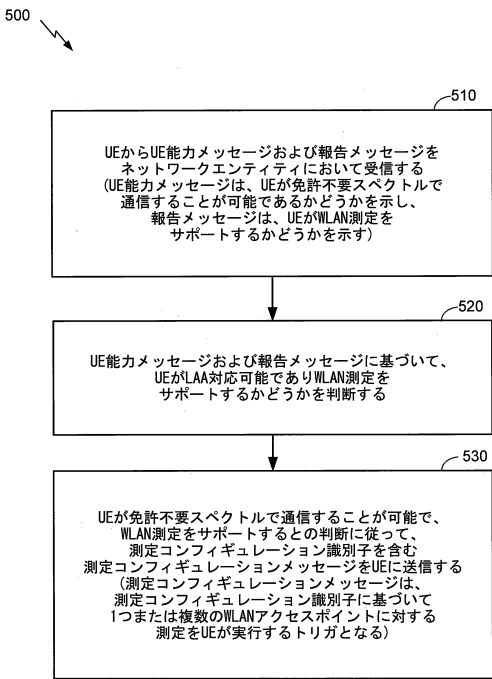 500
510
UEからUE能力メッセージおよび報告メッセージを
ネットワークエンティティにおいて受信する
(UE能力メッセージは、UEが免許不要スペクトルで
通信することが可能であるかどうかを示し、
報告メッセージは、UEがWLAN測定を
サポートするかどうかを示す)
520
UE能力メッセージおよび報告メッセージに基づいて、
UEがLAA対応可能でありWLAN測定を
サポートするかどうかを判断する
530
UEが免許不要スペクトルで通信することが可能で、
WLAN測定をサポートするとの判断に従って、
測定コンフィギュレーション識別子を含む
測定コンフィギュレーションメッセージをUEに送信する
(測定コンフィギュレーションメッセージは、
測定コンフィギュレーション識別子に基づいて
1つまたは複数のWLANアクセスポイントに対する
測定をUEが実行するトリガとなる)